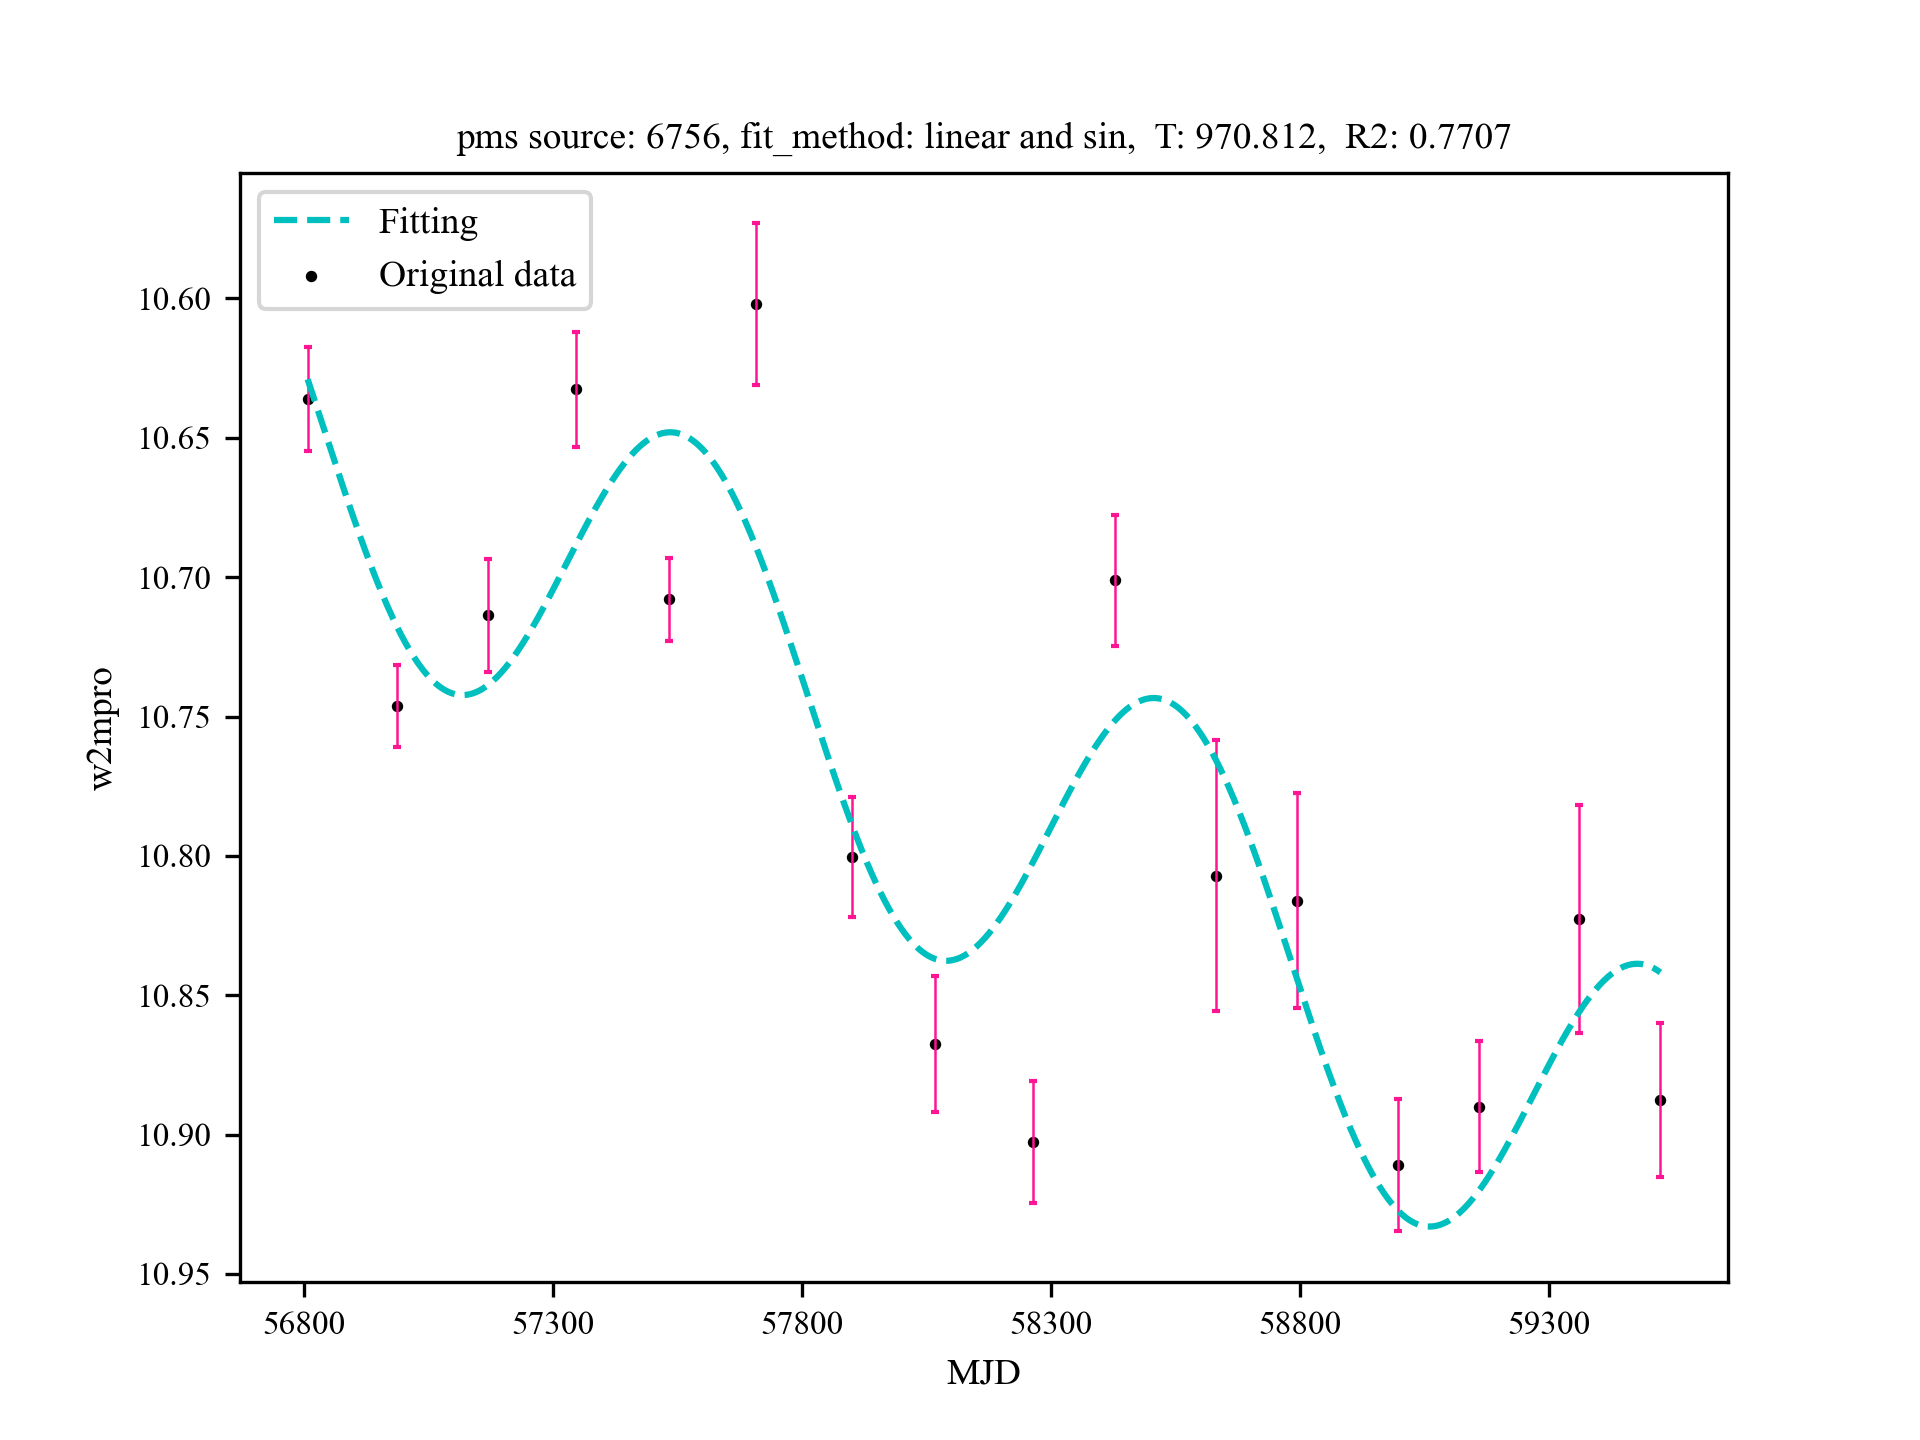 pms source: 6756, fit_method: linear and sin,  T: 970.812,  R2: 0.7707
Fitting
Original data
10.60
10.65
10.70
10.75
10.80
10.85
10.90
10.95
w2mpro
56800 57300 57800 58300 58800 59300
MJD